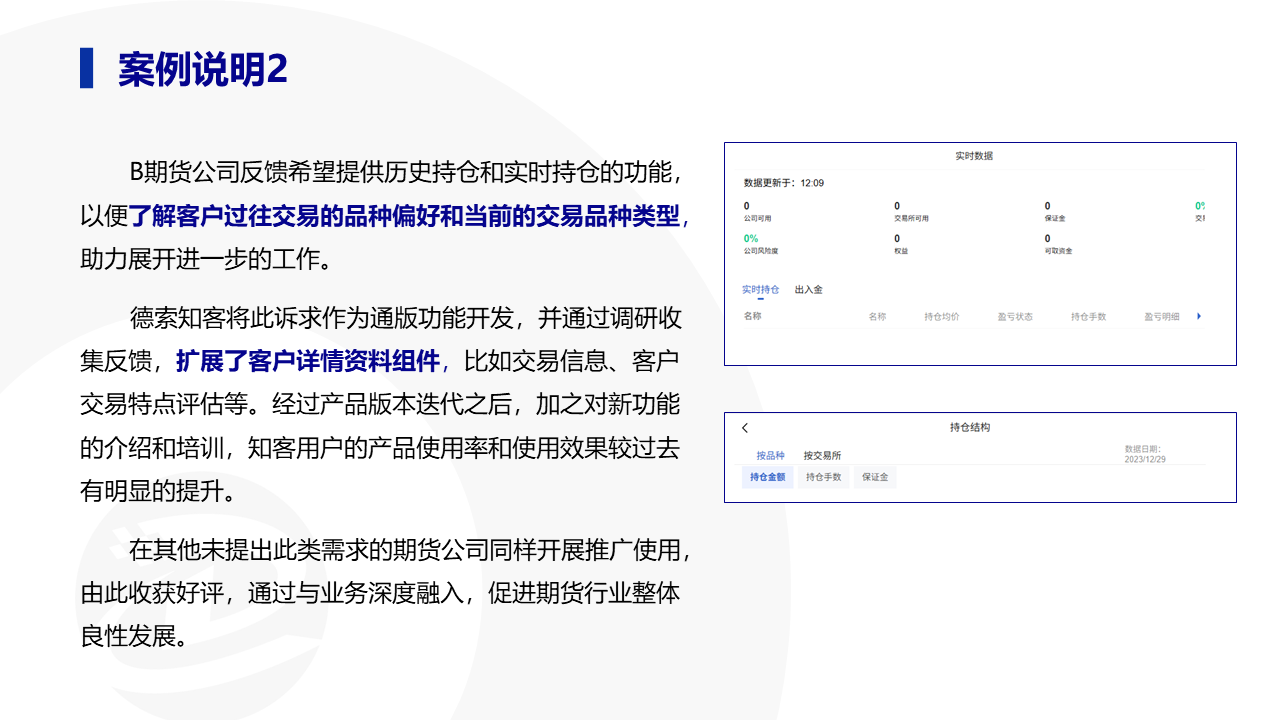 案例说明2
B期货公司反馈希望提供历史持仓和实时持仓的功能，
以便了解客户过往交易的品种偏好和当前的交易品种类型，
助力展开进一步的工作。
德索知客将此诉求作为通版功能开发，并通过调研收
集反馈，扩展了客户详情资料组件，比如交易信息、客户
交易特点评估等。经过产品版本迭代之后，加之对新功能
的介绍和培训，知客用户的产品使用率和使用效果较过去
有明显的提升。
在其他未提出此类需求的期货公司同样开展推广使用，
由此收获好评，通过与业务深度融入，促进期货行业整体
良性发展。
实时数据
数据更新于：12:09
0 0 0 0%
公司可用 交易所可用 保证金 交
0% 0 0
公司风险度 权益 可取资金
实时持仓 出入金
名称 名称 持仓均价 盈亏状态 持仓手数 盈亏明细
持仓结构
按品种 按交易所
数据日期：
2023/12/29
持仓金额 持仓手数 保证金